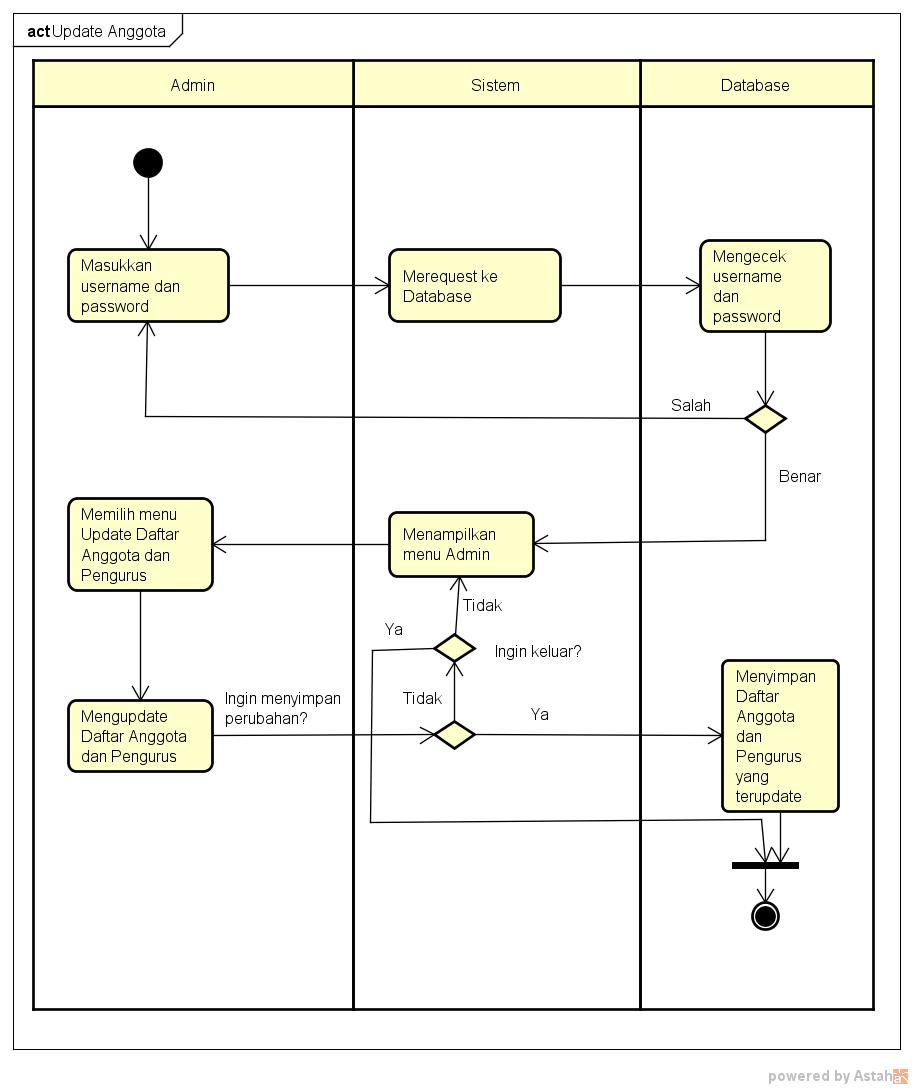 act Update Anggota
Admin
Sistem
Database
Masukkan
username dan
password
Merequest ke
Database
Mengecek
username
dan
password
Salah
Benar
Memilih menu
Update Daftar
Anggota dan
Pengurus
Menampilkan
menu Admin
Tidak
Ya
Ingin keluar?
Mengupdate
Daftar Anggota
dan Pengurus
Ingin menyimpan
perubahan?
Tidak
Ya
Menyimpan
Daftar
Anggota
dan
Pengurus
yang
terupdate
powered by Astah